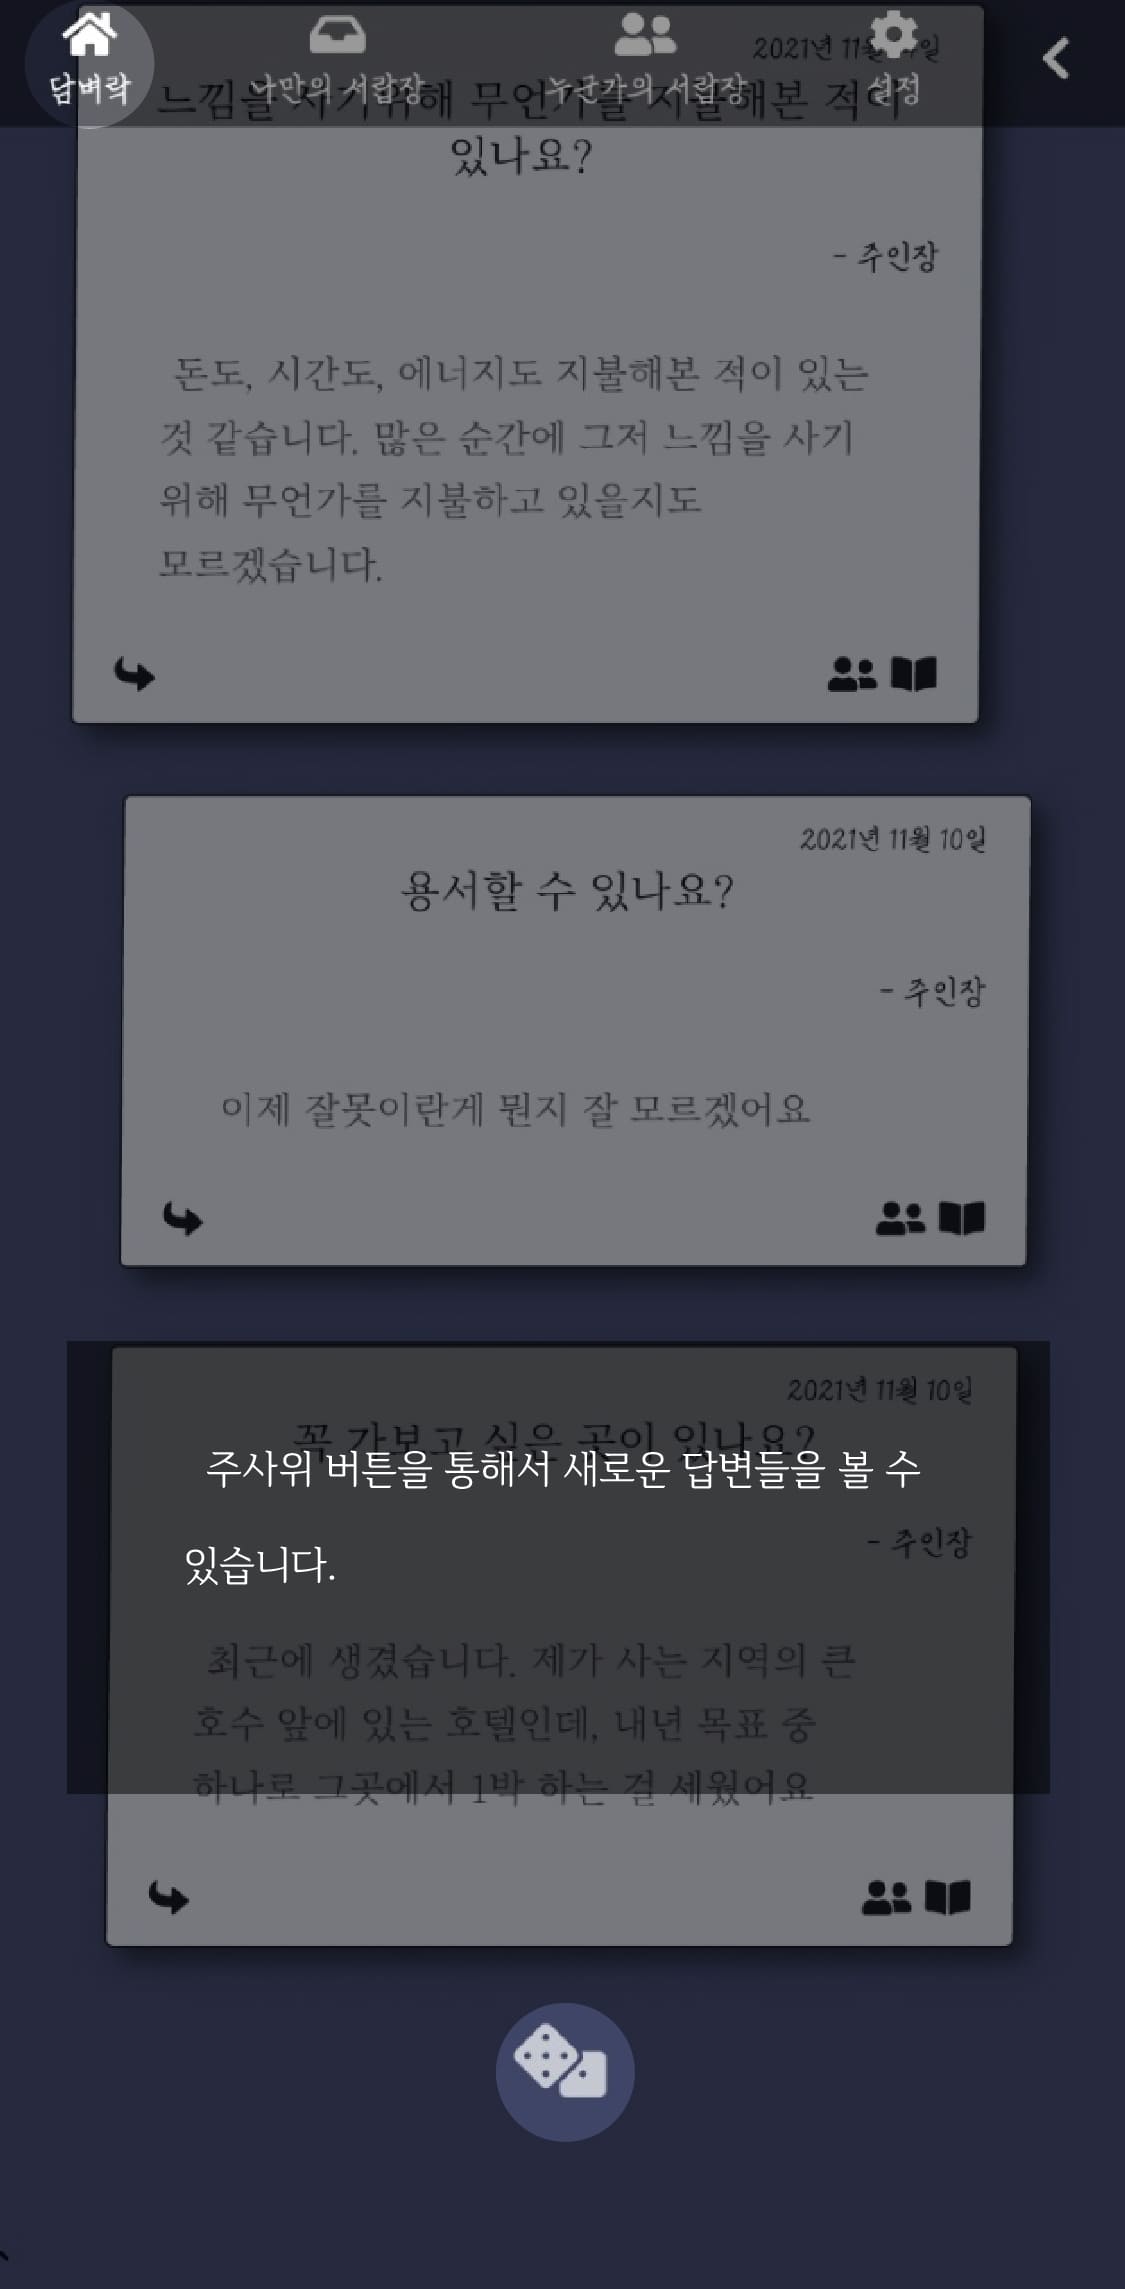 담벼락 나만의 서랍장 누군가의 서랍장 설정
2021년 11월
느낌을 사기위해 무언가를 지불해본 적이
있나요?
- 주인장
돈도, 시간도, 에너지도 지불해본 적이 있는
것 같습니다. 많은 순간에 그저 느낌을 사기
위해 무언가를 지불하고 있을지도
모르겠습니다.
2021년 11월 10일
용서할 수 있나요?
- 주인장
이제 잘못이란게 뭔지 잘 모르겠어요
2021년 11월 10일
꼭 가보고 싶은 곳이 있나요?
주사위 버튼을 통해서 새로운 답변들을 볼 수
있습니다.
- 주인장
최근에 생겼습니다. 제가 사는 지역의 큰
호수 앞에 있는 호텔인데, 내년 목표 중
하나로 그곳에서 1박 하는 걸 세웠어요